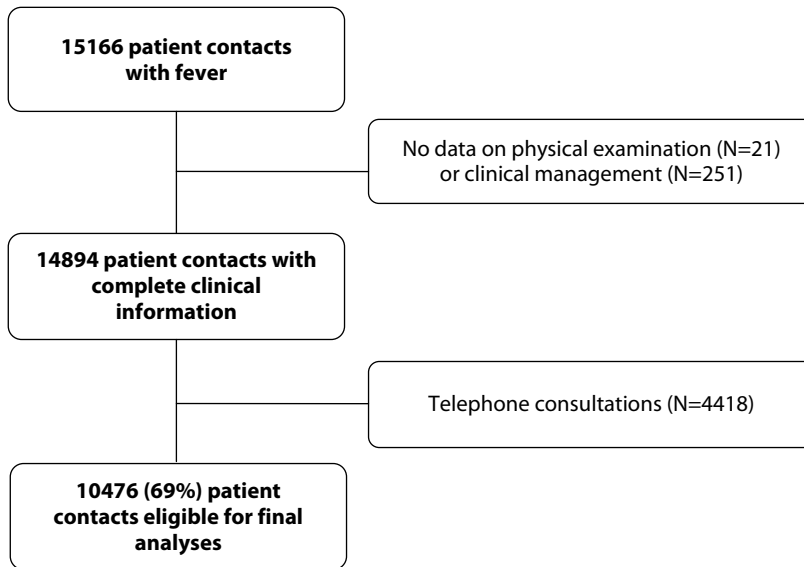 15166 patient contacts
with fever
No data on physical examination (N=21)
or clinical management (N=251)
14894 patient contacts with
complete clinical
information
Telephone consultations (N=4418)
10476 (69%) patient
contacts eligible for final
analyses